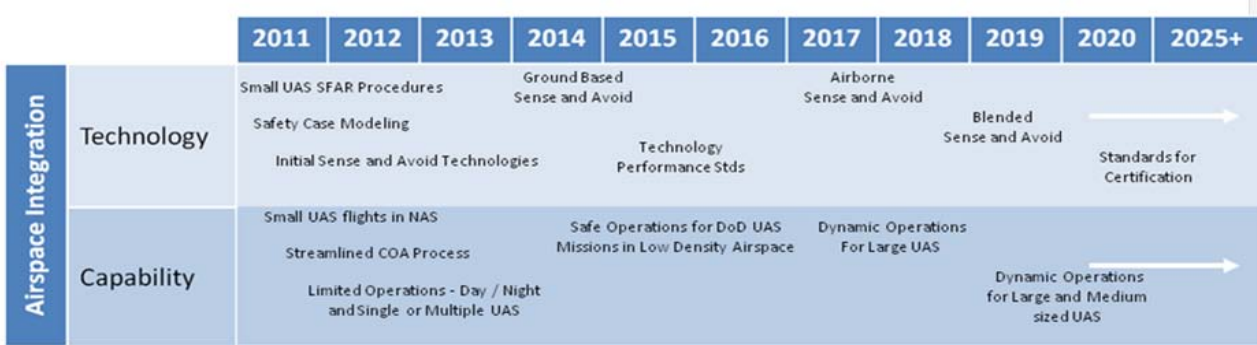 2011 2012 2013 2014 2015 2016 2017 2018 2019 2020 2025+
Airspace Integration
Technology
Small UAS SFAR Procedures
Safety Case Modeling
Initial Sense and Avoid Technologies
Ground Based
Sense and Avoid
Technology
Performance Stds
Airborne
Sense and Avoid
Blended
Sense and Avoid
Standards for
Certification
Capability
Small UAS flights in NAS
Streamlined COA Process
Limited Operations - Day / Night
and Single or Multiple UAS
Safe Operations for DoD UAS
Missions in Low Density Airspace
Dynamic Operations
For Large UAS
Dynamic Operations
for Large and Medium
sized UAS